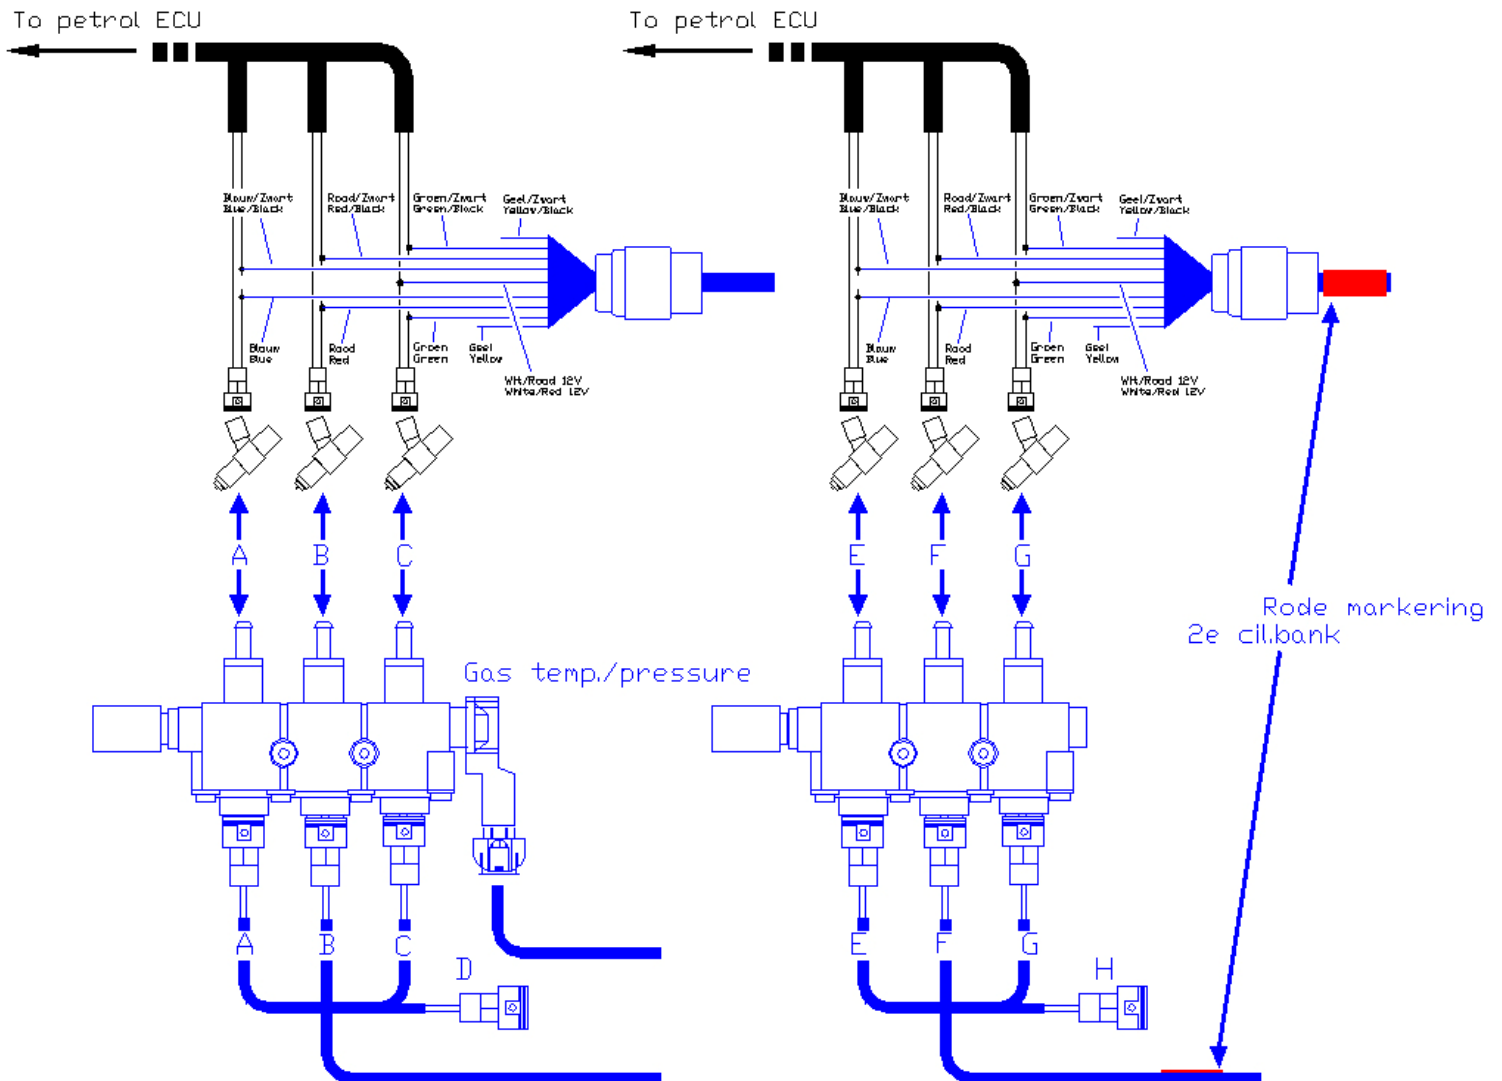 To petrol ECU
To petrol ECU
Blauw/Zwart
Blue/Black
Rood/Zwart
Red/Black
Groen/Zwart
Green/Black
Geel/Zwart
Yellow/Black
Blauw/Zwart
Blue/Black
Rood/Zwart
Red/Black
Groen/Zwart
Green/Black
Geel/Zwart
Yellow/Black
Blauw
Blue
Rood
Red
Groen
Green
Geel
Yellow
Wit/Rood 12V
White/Red 12V
Blauw
Blue
Rood
Red
Groen
Green
Geel
Yellow
Wit/Rood 12V
White/Red 12V
A
B
C
E
F
G
Rode markering
2e cil.bank
Gas temp./pressure
A
B
C
D
E
F
G
H